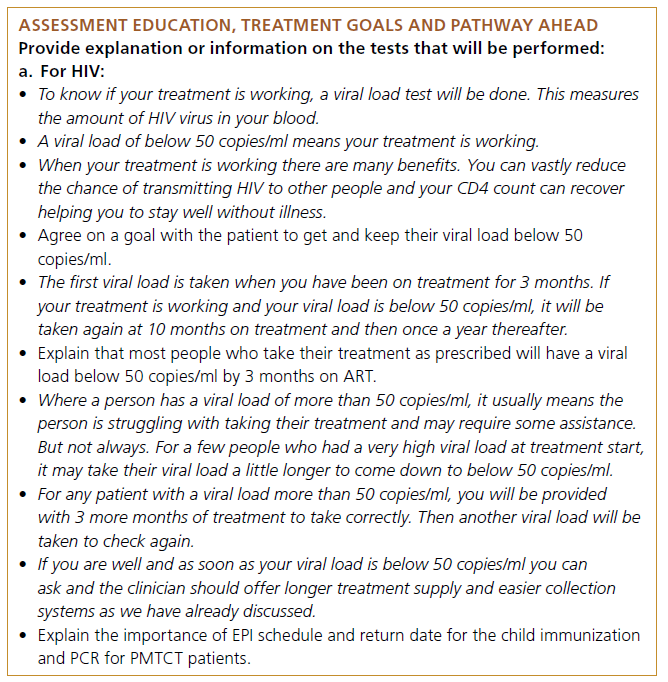 ASSESSMENT EDUCATION, TREATMENT GOALS AND PATHWAY AHEAD
Provide explanation or information on the tests that will be performed:
a. For HIV:
• To know if your treatment is working, a viral load test will be done. This measures
the amount of HIV virus in your blood.
• A viral load of below 50 copies/ml means your treatment is working.
• When your treatment is working there are many benefits. You can vastly reduce
the chance of transmitting HIV to other people and your CD4 count can recover
helping you to stay well without illness.
• Agree on a goal with the patient to get and keep their viral load below 50
copies/ml.
• The first viral load is taken when you have been on treatment for 3 months. If
your treatment is working and your viral load is below 50 copies/ml, it will be
taken again at 10 months on treatment and then once a year thereafter.
• Explain that most people who take their treatment as prescribed will have a viral
load below 50 copies/ml by 3 months on ART.
• Where a person has a viral load of more than 50 copies/ml, it usually means the
person is struggling with taking their treatment and may require some assistance.
But not always. For a few people who had a very high viral load at treatment start,
it may take their viral load a little longer to come down to below 50 copies/ml.
• For any patient with a viral load more than 50 copies/ml, you will be provided
with 3 more months of treatment to take correctly. Then another viral load will be
taken to check again.
• If you are well and as soon as your viral load is below 50 copies/ml you can
ask and the clinician should offer longer treatment supply and easier collection
systems as we have already discussed.
• Explain the importance of EPI schedule and return date for the child immunization
and PCR for PMTCT patients.